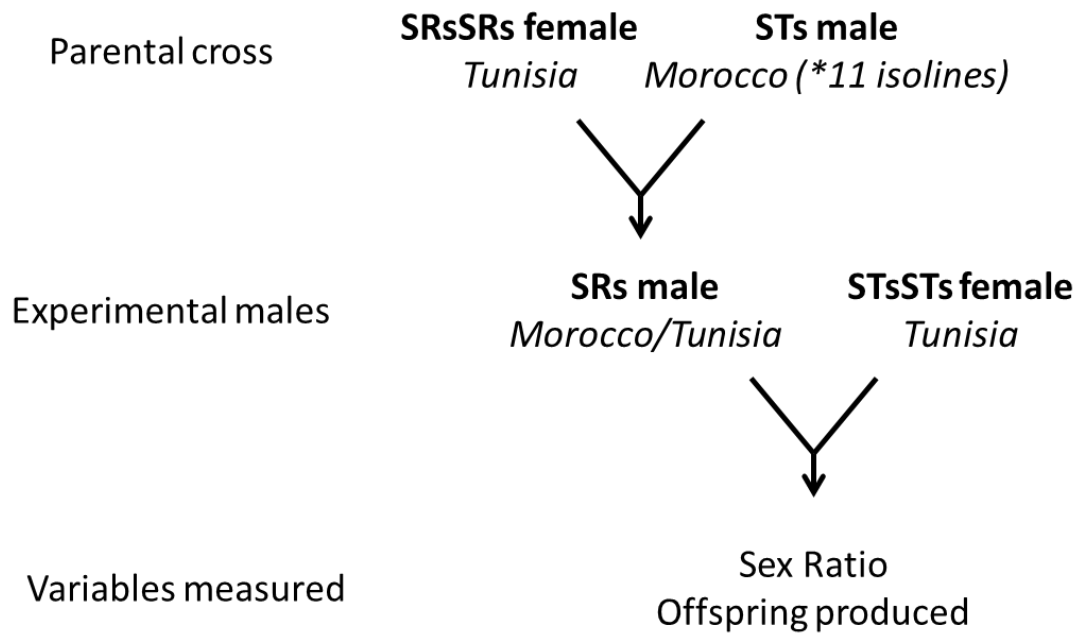 Parental cross
SRsSRs female
STs male
Tunisia
Morocco (*11 isolines)
Experimental males
SRs male
STsSTs female
Morocco/Tunisia
Tunisia
Variables measured
Sex Ratio
Offspring produced